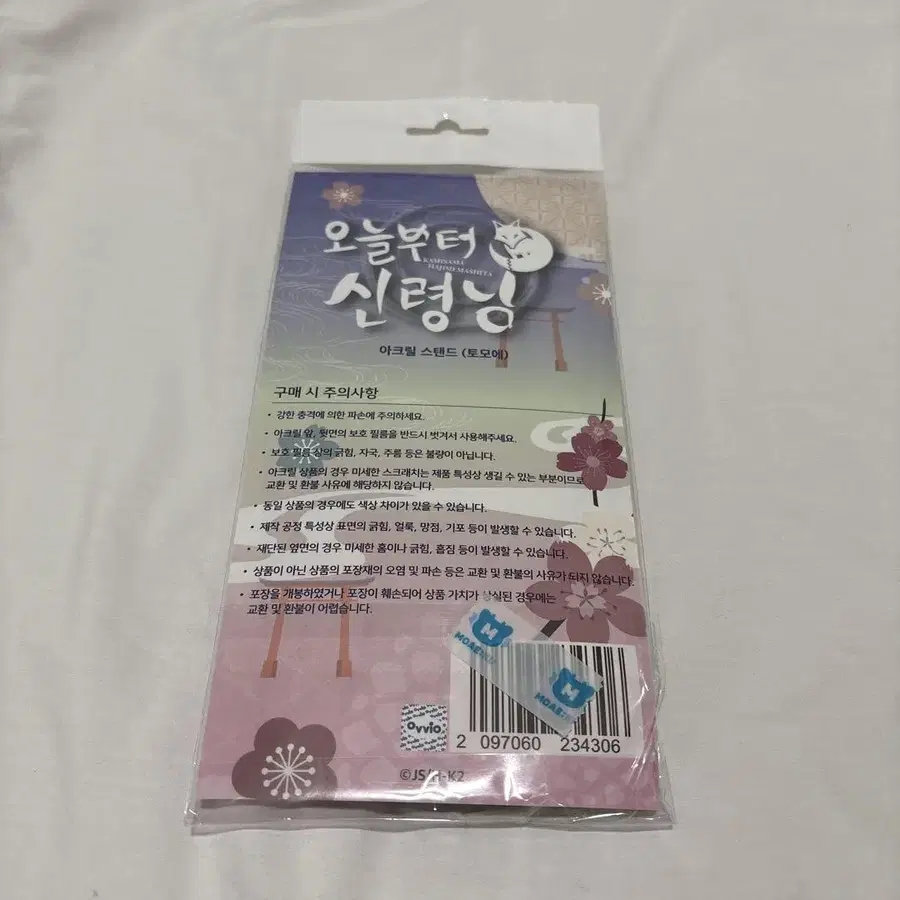 오늘부터
KAMISAMA
HAJIMEMASHITA
신령님
아크릴 스탠드 (토모에)
구매 시 주의사항
• 강한 충격에 의한 파손에 주의하세요.
• 아크릴 앞, 뒷면의 보호 필름을 반드시 벗겨서 사용해주세요.
• 보호 필름 상의 긁힘, 자국, 주름 등은 불량이 아닙니다.
• 아크릴 상품의 경우 미세한 스크래치는 제품 특성상 생길 수 있는 부분이므로
교환 및 환불 사유에 해당하지 않습니다.
• 동일 상품의 경우에도 색상 차이가 있을 수 있습니다.
• 제작 공정 특성상 표면의 긁힘, 얼룩, 망점, 기포 등이 발생할 수 있습니다.
• 재단된 옆면의 경우 미세한 홈이나 긁힘, 흠집 등이 발생할 수 있습니다.
• 상품이 아닌 상품의 포장재의 오염 및 파손 등은 교환 및 환불의 사유가 되지 않습니다.
• 포장을 개봉하였거나 포장이 훼손되어 상품 가치가 상실된 경우에는
교환 및 환불이 어렵습니다.
M
M
ovvio
2 097060 234306
©JS/H-K2